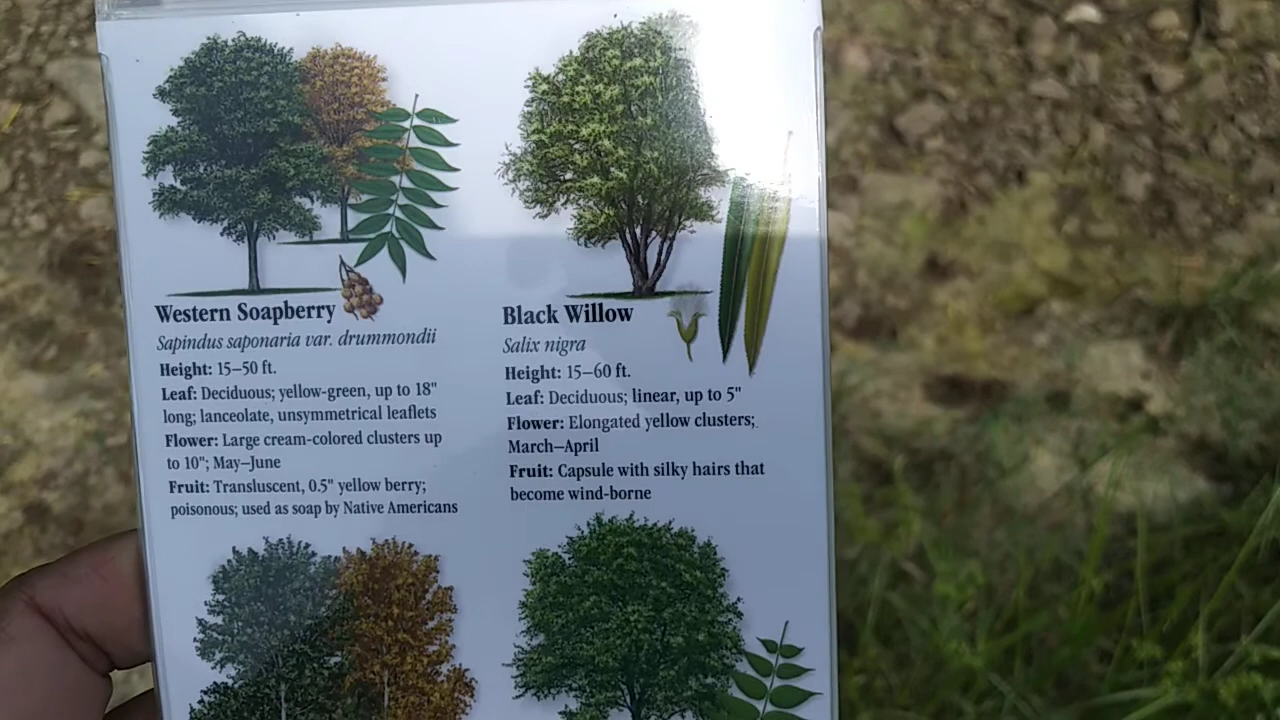 Western Soapberry
Sapindus saponaria var. drummondii
Height: 15–50 ft.
Leaf: Deciduous; yellow-green, up to 18"
long; lanceolate, unsymmetrical leaflets
Flower: Large cream-colored clusters up
to 10"; May–June
Fruit: Transluscent, 0.5" yellow berry;
poisonous; used as soap by Native Americans
Black Willow
Salix nigra
Height: 15–60 ft.
Leaf: Deciduous; linear, up to 5"
Flower: Elongated yellow clusters;
March–April
Fruit: Capsule with silky hairs that
become wind-borne